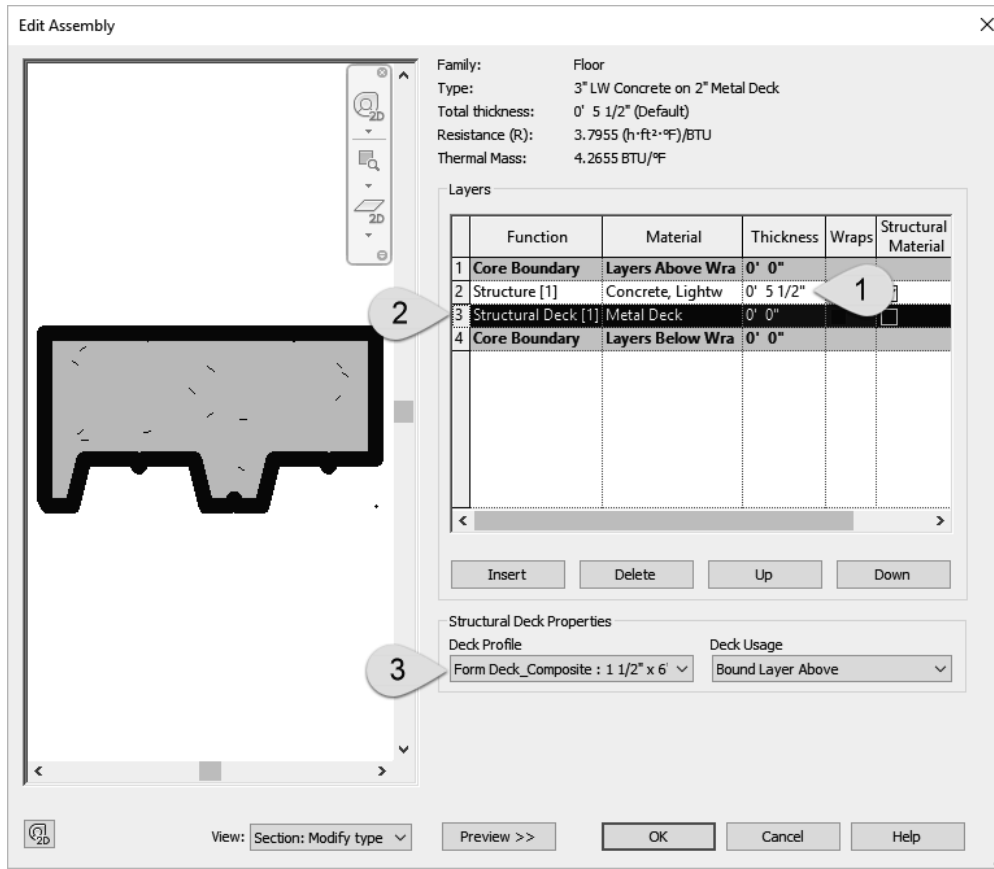 Edit Assembly
2D
2D
Family: Floor
Type: 3" LW Concrete on 2" Metal Deck
Total thickness: 0' 5 1/2" (Default)
Resistance (R): 3.7955 (h·ft²·°F)/BTU
Thermal Mass: 4.2655 BTU/°F
Layers
Function Material Thickness Wraps Structural Material
1 Core Boundary Layers Above Wra 0' 0"
2 Structure [1] Concrete, Lightw 0' 5 1/2" 1
2 3 Structural Deck [1] Metal Deck 0' 0"
4 Core Boundary Layers Below Wra 0' 0"
Insert Delete Up Down
Structural Deck Properties
Deck Profile Deck Usage
3 Form Deck_Composite : 1 1/2" x 6' Bound Layer Above
2D View: Section: Modify type Preview >> OK Cancel Help